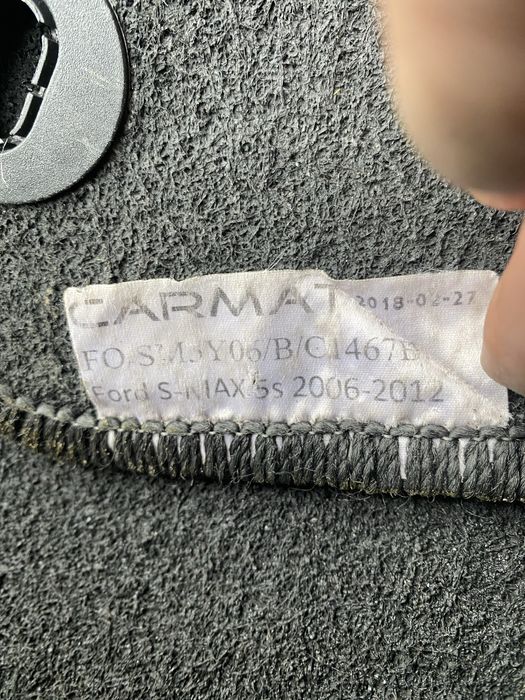 CARMAT 2018-02-27
FO-SM5Y06/B/C1467B
Ford S-MAX 5s 2006-2012